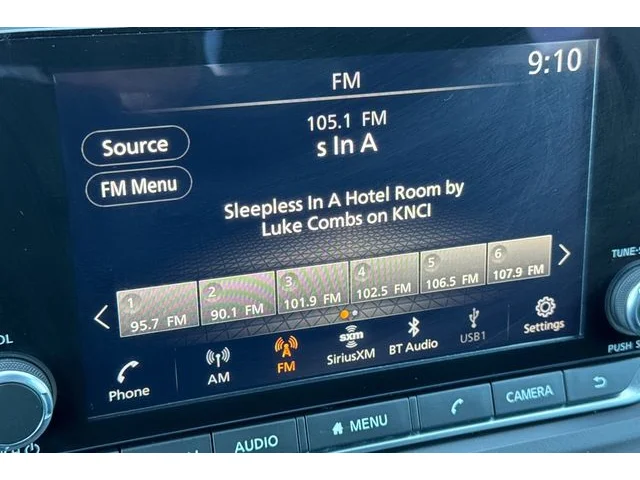 9:10
FM
105.1 FM
s In A
Source
FM Menu
Sleepless In A Hotel Room by
Luke Combs on KNCI
1
95.7 FM
2
90.1 FM
3
101.9 FM
4
102.5 FM
5
106.5 FM
6
107.9 FM
Phone
AM
FM
sxm
SiriusXM
BT Audio
USB1
Settings
TUNE-S
PUSH S
OL
AUDIO
MENU
CAMERA